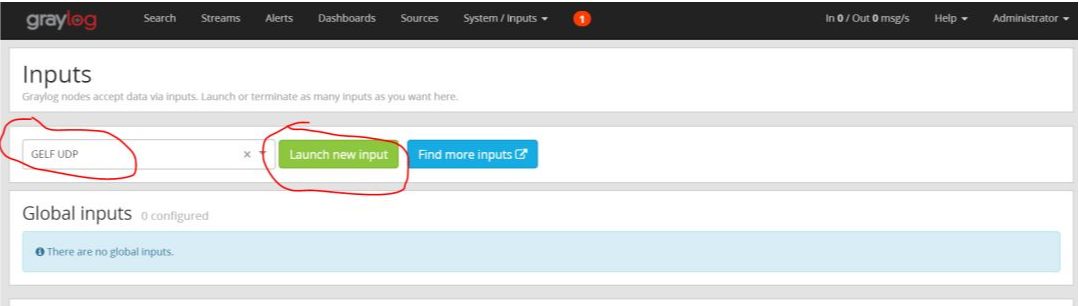 graylog Search Streams Alerts Dashboards Sources System / Inputs 1 In 0 / Out 0 msg/s Help Administrator
Inputs
Graylog nodes accept data via inputs. Launch or terminate as many inputs as you want here.
GELF UDP × Launch new input Find more inputs
Global inputs 0 configured
There are no global inputs.